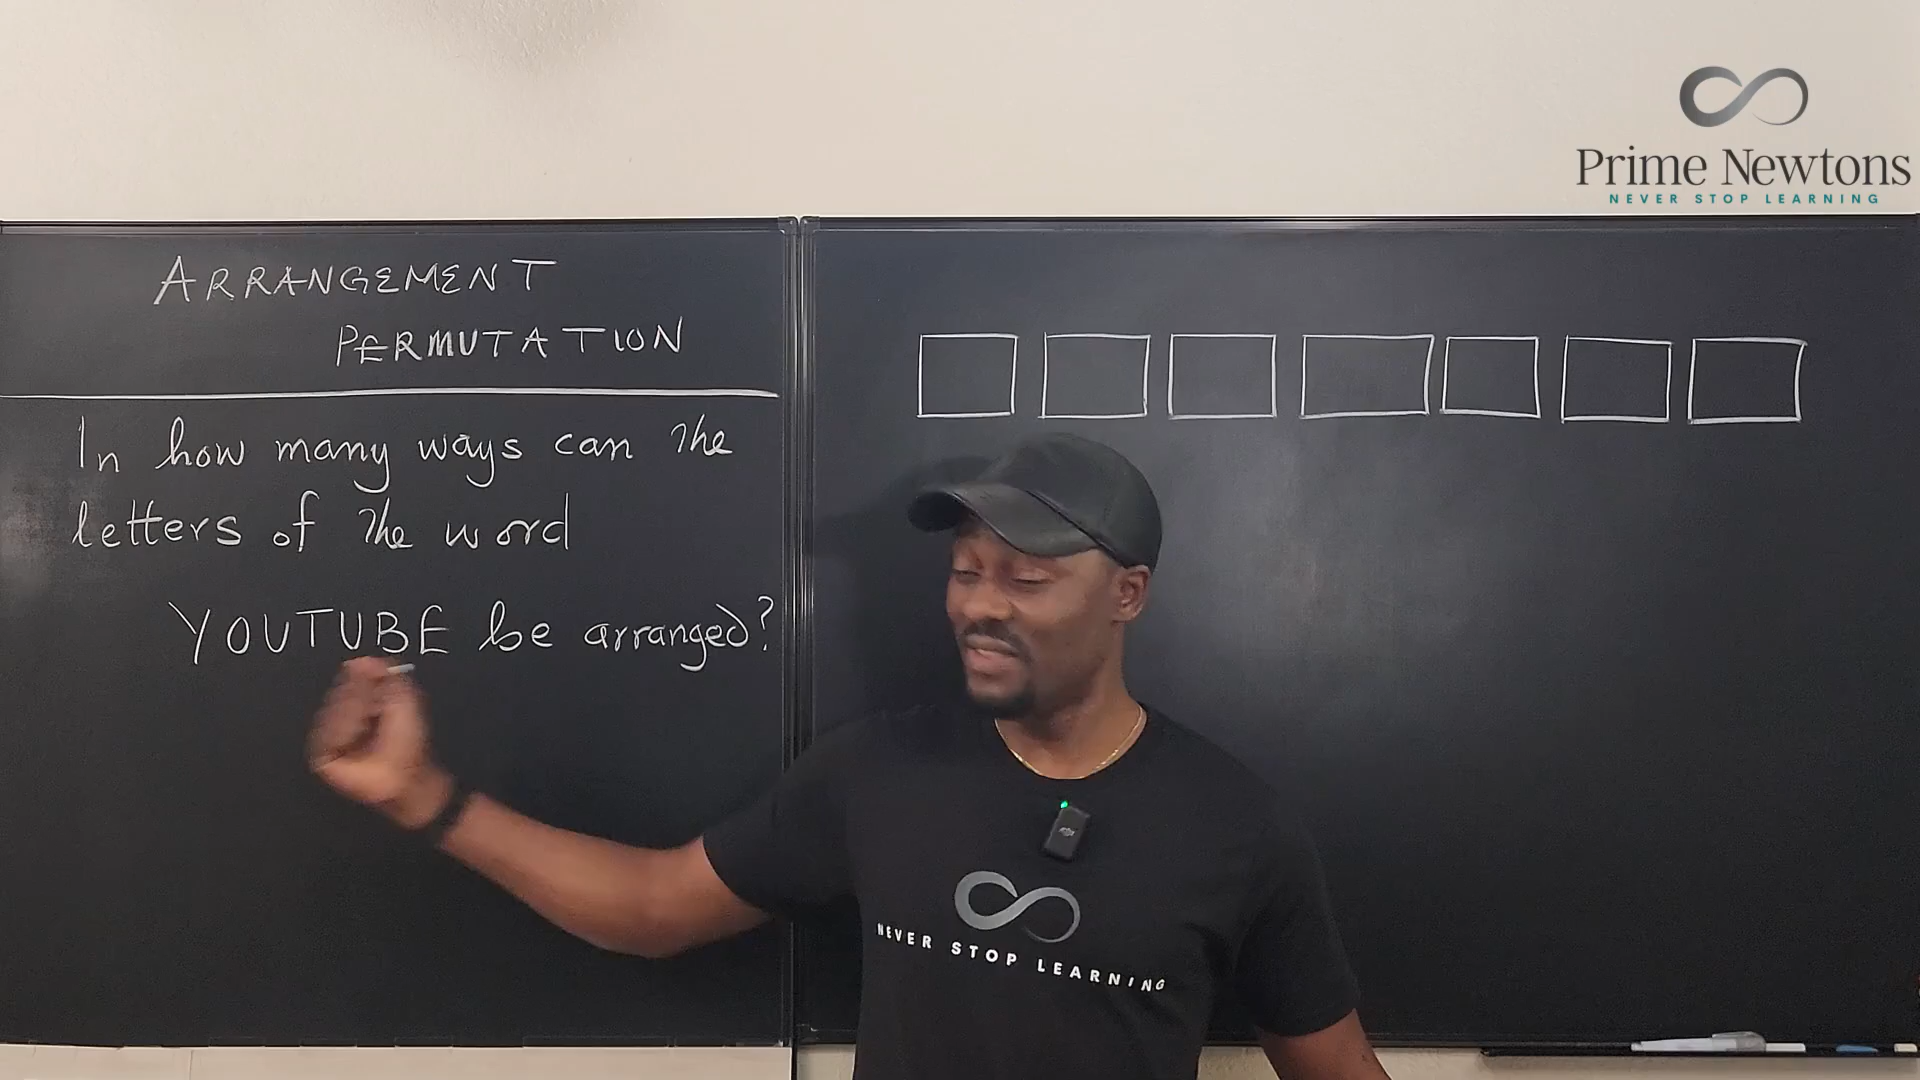 ARRANGEMENT
PERMUTATION
In how many ways can the
letters of the word
YOUTUBE be arranged?
Prime Newtons
NEVER STOP LEARNING
NEVER STOP LEARNING